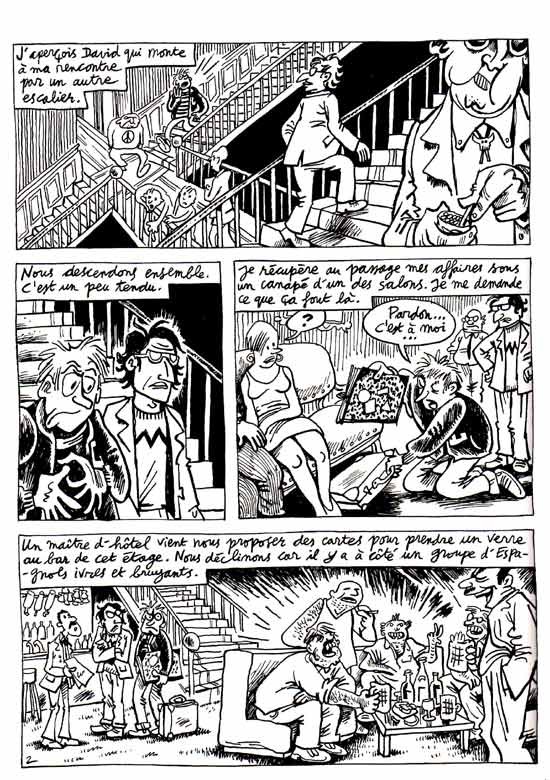 J'aperçois David qui monte
à ma rencontre
par un autre
escalier.
Nous descendons ensemble.
C'est un peu tendu.
Je récupère au passage mes affaires sous
un canapé d'un des salons. Je me demande
ce que ça fout là.
?
Pardon...
c'est à moi
...
Un maître d-hôtel vient nous proposer des cartes pour prendre un verre
au bar de cet étage. Nous déclinons car il y a à côté un groupe d'Espa-
-gnols ivres et bruyants.
2